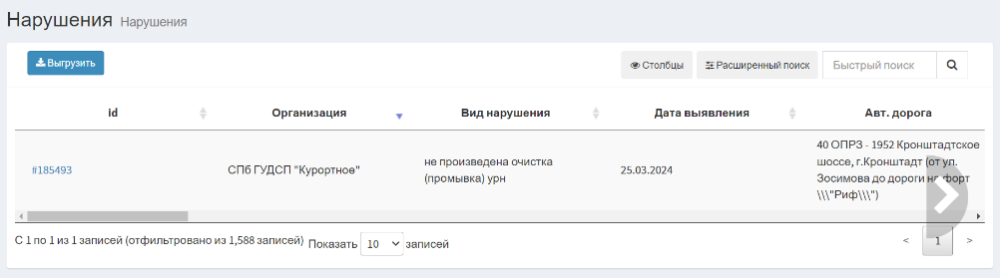 Нарушения Нарушения
Выгрузить
Столбцы Расширенный поиск Быстрый поиск
id Организация Вид нарушения Дата выявления Авт. дорога
#185493 СПб ГУДСП "Курортное" не произведена очистка (промывка) урн 25.03.2024 40 ОПРЗ - 1952 Кронштадтское
шоссе, г.Кронштадт (от ул.
Зосимова до дороги на форт
\\\"Риф\\\")
С 1 по 1 из 1 записей (отфильтровано из 1,588 записей) Показать 10 записей < 1 >